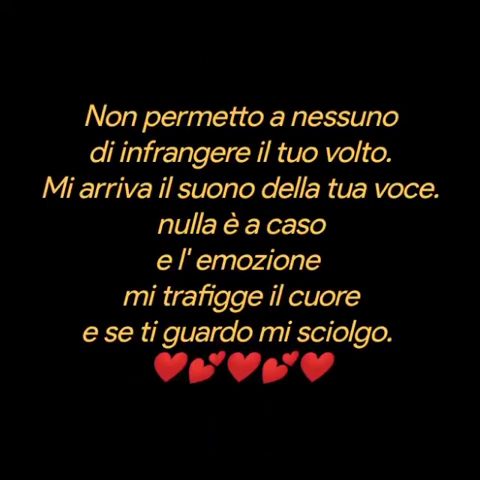 Non permetto a nessuno
di infrangere il tuo volto.
Mi arriva il suono della tua voce.
nulla è a caso
e l' emozione
mi trafigge il cuore
e se ti guardo mi sciolgo.
❤️💕❤️💕❤️